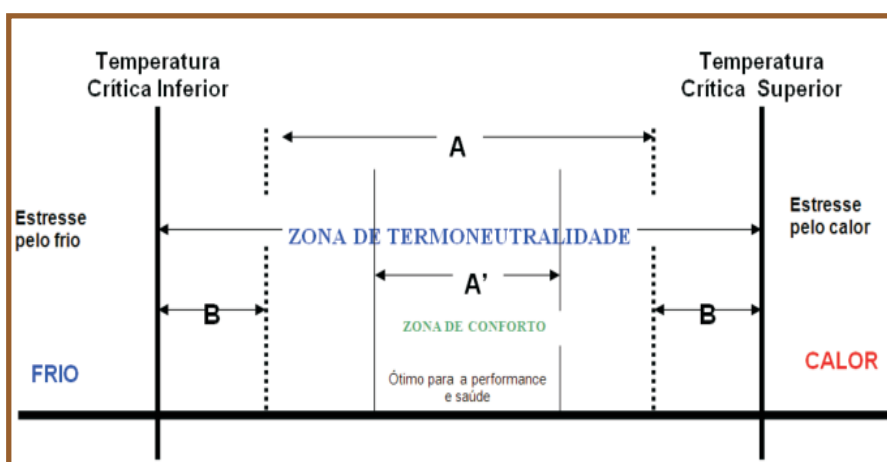 Temperatura
Crítica Inferior
Temperatura
Crítica Superior
A
Estresse
pelo frio
ZONA DE TERMONEUTRALIDADE
Estresse
pelo calor
A’
B
B
ZONA DE CONFORTO
FRIO
Ótimo para a performance
e saúde
CALOR